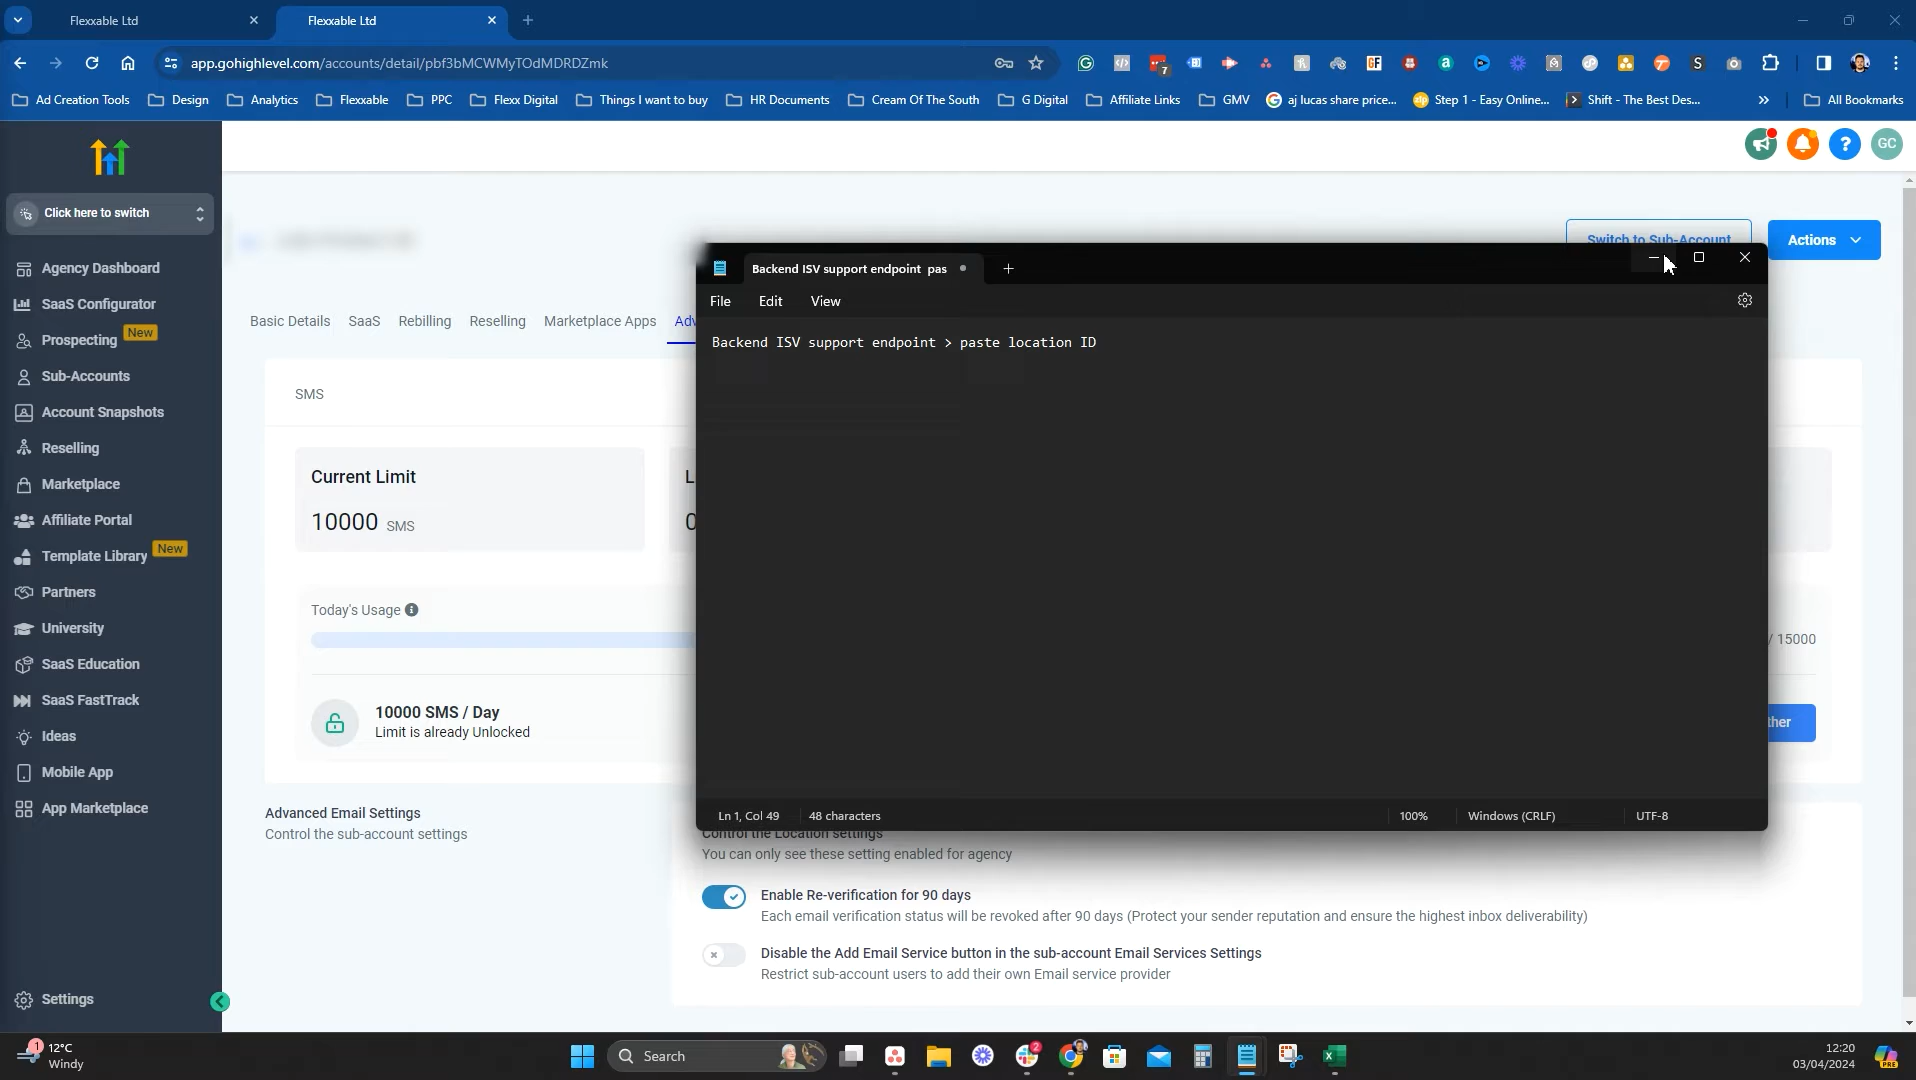 Flexxable Ltd
Flexxable Ltd
app.gohighlevel.com/accounts/detail/pbf3bMCWMyTOdMDRDZmk
7
GF
S
Ad Creation Tools
Design
Analytics
Flexxable
PPC
Flexx Digital
Things I want to buy
HR Documents
Cream Of The South
G Digital
Affiliate Links
GMV
aj lucas share price...
Step 1 - Easy Online...
Shift - The Best Des...
All Bookmarks
GC
Click here to switch
Agency Dashboard
SaaS Configurator
Prospecting New
Sub-Accounts
Account Snapshots
Reselling
Marketplace
Affiliate Portal
Template Library New
Partners
University
SaaS Education
SaaS FastTrack
Ideas
Mobile App
App Marketplace
Settings
Switch to Sub-Account
Actions
Basic Details
SaaS
Rebilling
Reselling
Marketplace Apps
Adv
SMS
Current Limit
10000 SMS
L
0
Today's Usage
/ 15000
10000 SMS / Day
Limit is already Unlocked
ther
Backend ISV support endpoint pas
File
Edit
View
Backend ISV support endpoint > paste location ID
Ln 1, Col 49
48 characters
100%
Windows (CRLF)
UTF-8
Advanced Email Settings
Control the sub-account settings
Control the Location settings
You can only see these setting enabled for agency
Enable Re-verification for 90 days
Each email verification status will be revoked after 90 days (Protect your sender reputation and ensure the highest inbox deliverability)
Disable the Add Email Service button in the sub-account Email Services Settings
Restrict sub-account users to add their own Email service provider
1
12°C
Windy
Search
2
12:20
03/04/2024
PRE